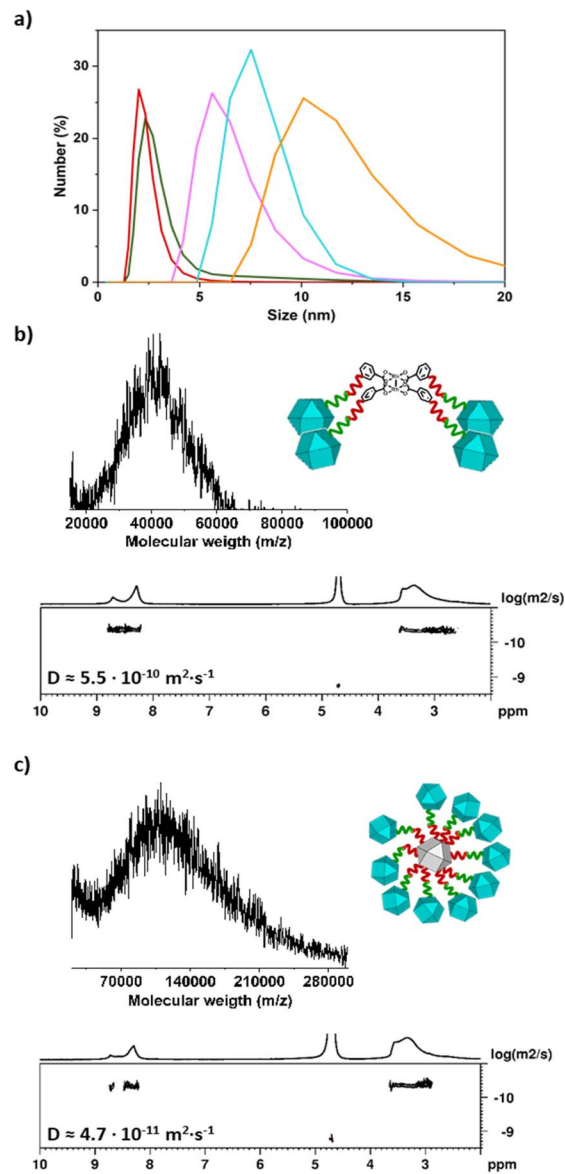 a)
Number (%)
30
20
10
0
0 5 10 15 20
Size (nm)
b)
20000 40000 60000 80000 100000
Molecular weigth (m/z)
log(m2/s)
-10
-9
D ≈ 5.5 · 10⁻¹⁰ m²·s⁻¹
10 9 8 7 6 5 4 3 ppm
c)
70000 140000 210000 280000
Molecular weigth (m/z)
log(m2/s)
-10
-9
D ≈ 4.7 · 10⁻¹¹ m²·s⁻¹
10 9 8 7 6 5 4 3 ppm